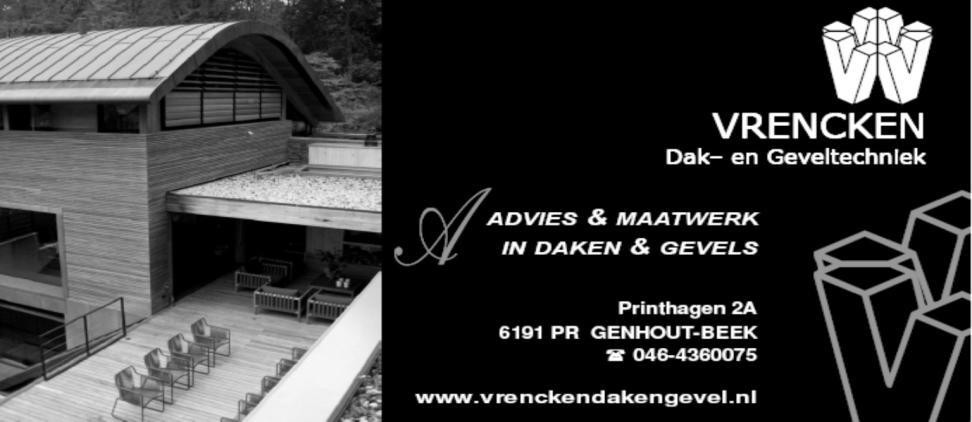 VRENCKEN
Dak– en Geveltechniek
A ADVIES & MAATWERK
IN DAKEN & GEVELS
Printhagen 2A
6191 PR GENHOUT-BEEK
☎ 046-4360075
www.vrenckendakengevel.nl